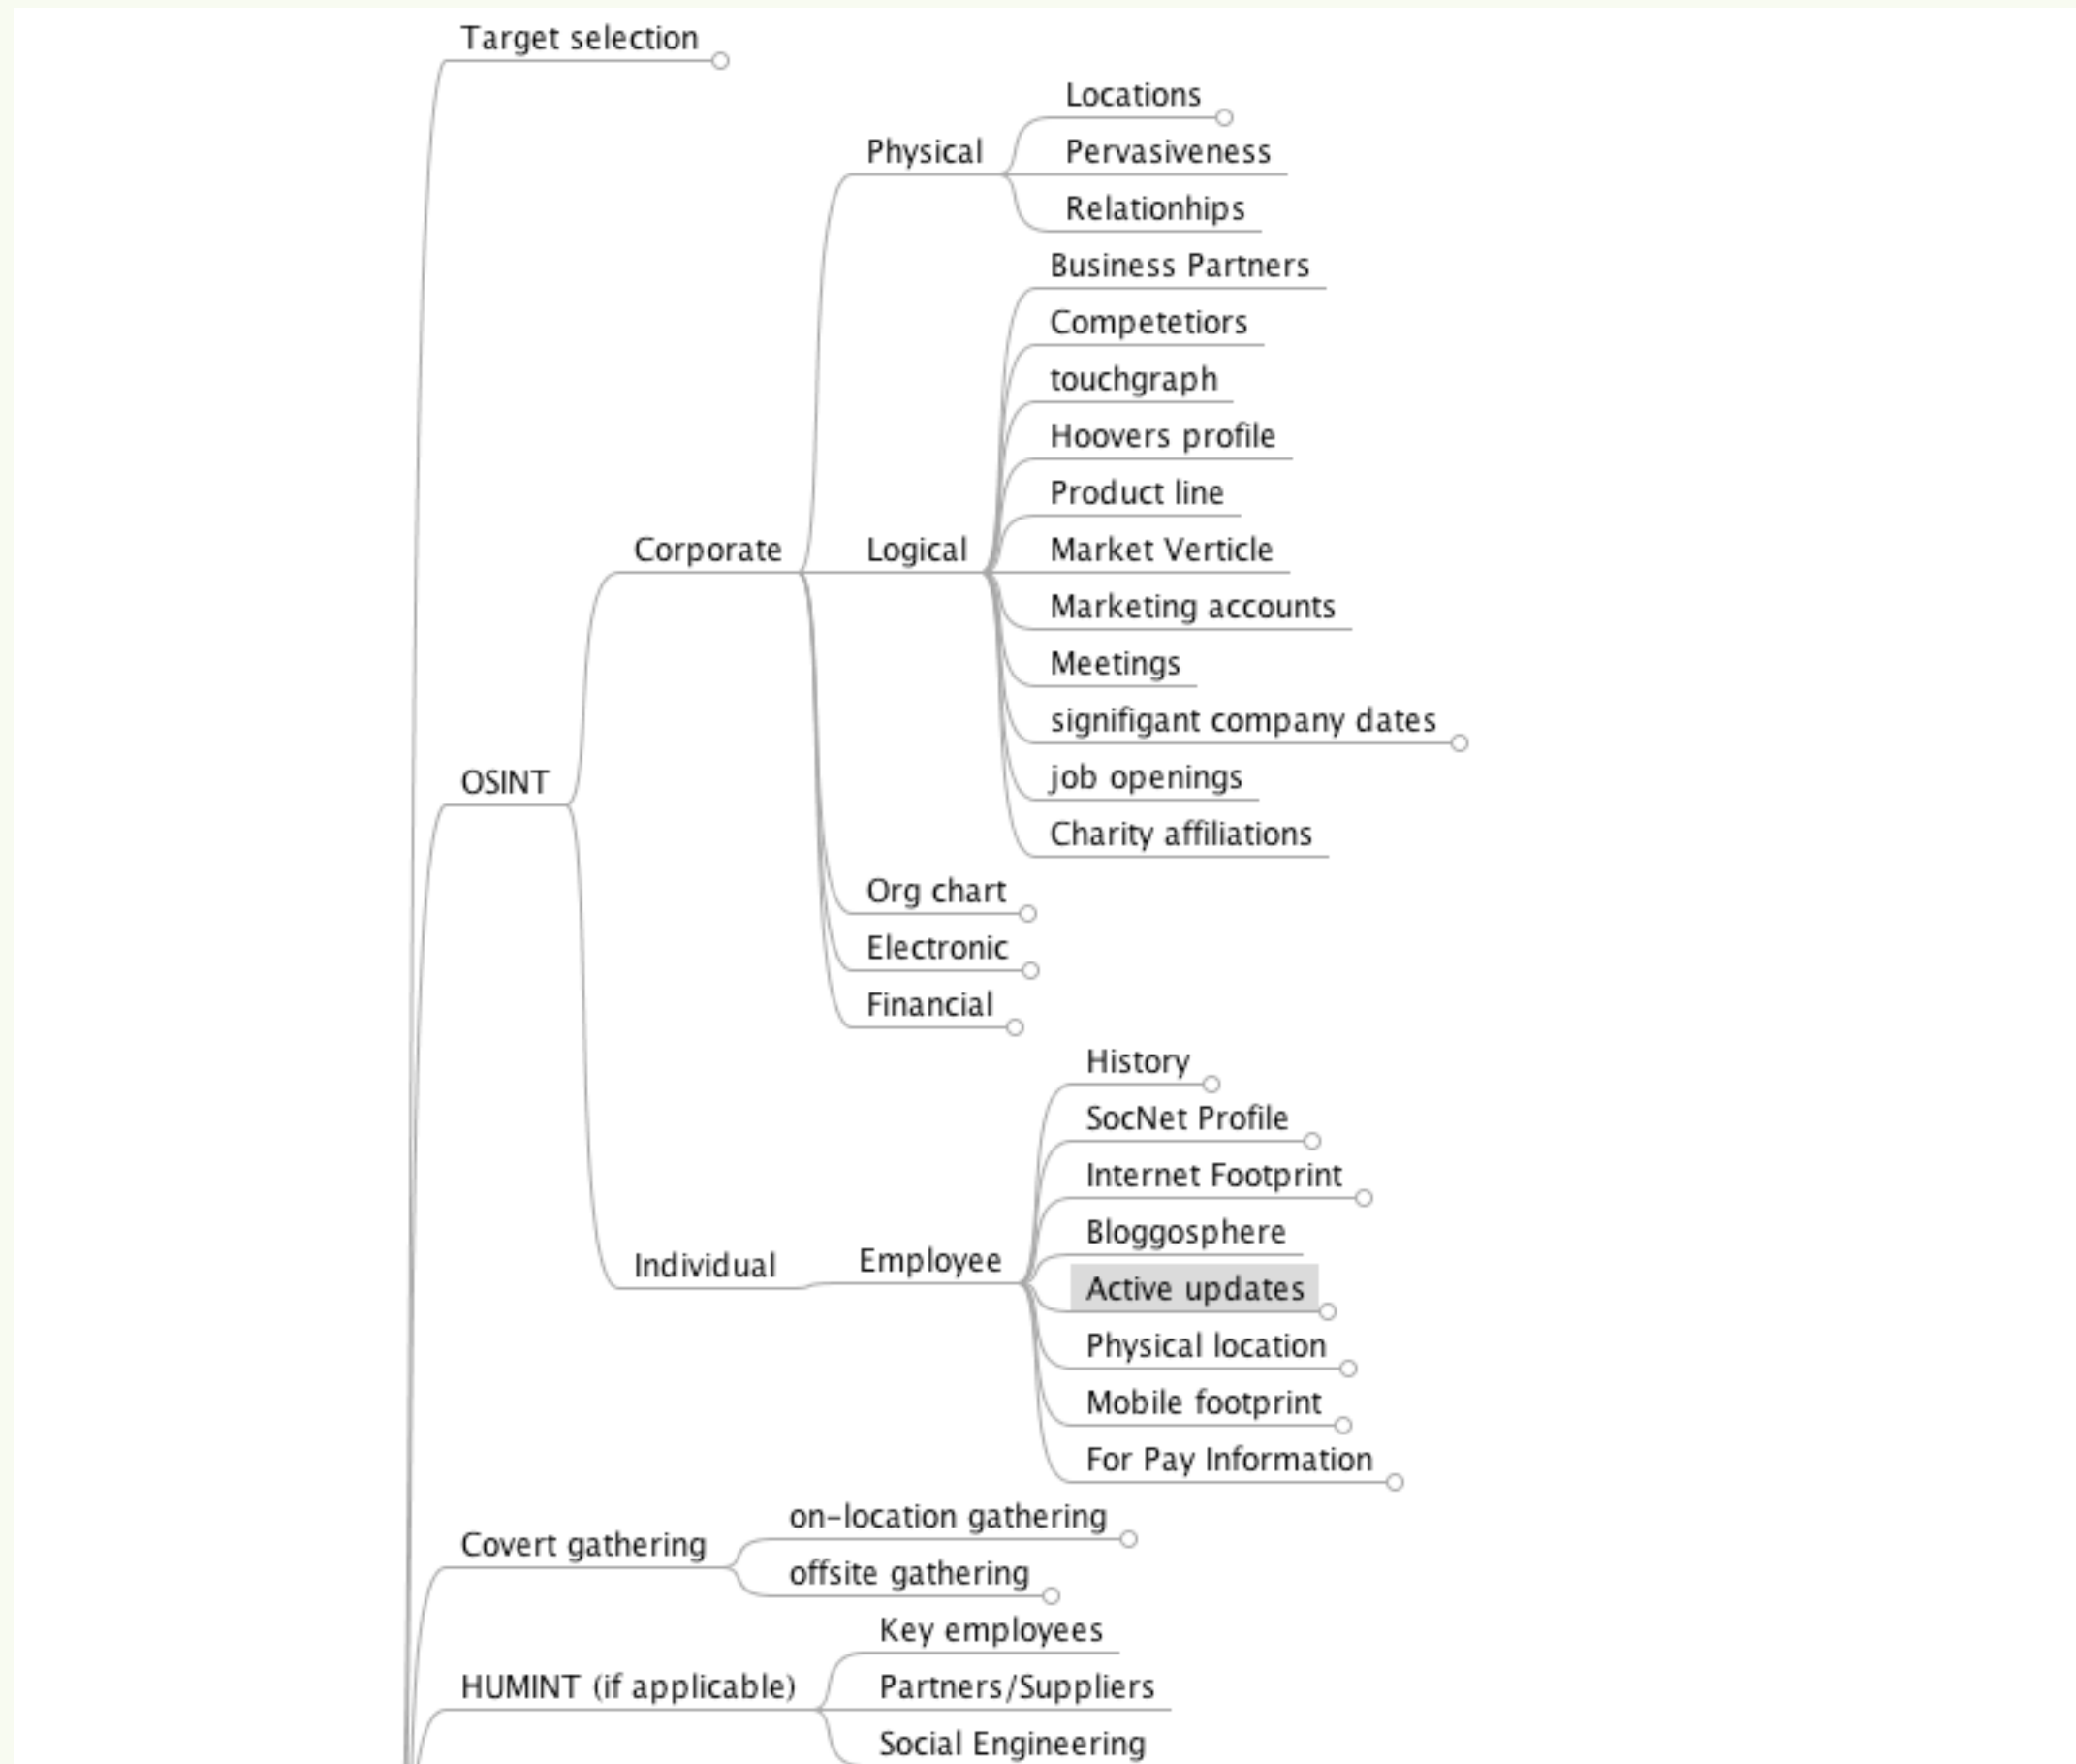 Target selection
Locations
Physical
Pervasiveness
Relationhips
Business Partners
Competetiors
touchgraph
Hoovers profile
Product line
Corporate
Logical
Market Verticle
Marketing accounts
Meetings
signifigant company dates
OSINT
job openings
Charity affiliations
Org chart
Electronic
Financial
History
SocNet Profile
Internet Footprint
Bloggosphere
Individual
Employee
Active updates
Physical location
Mobile footprint
For Pay Information
Covert gathering
on-location gathering
offsite gathering
HUMINT (if applicable)
Key employees
Partners/Suppliers
Social Engineering